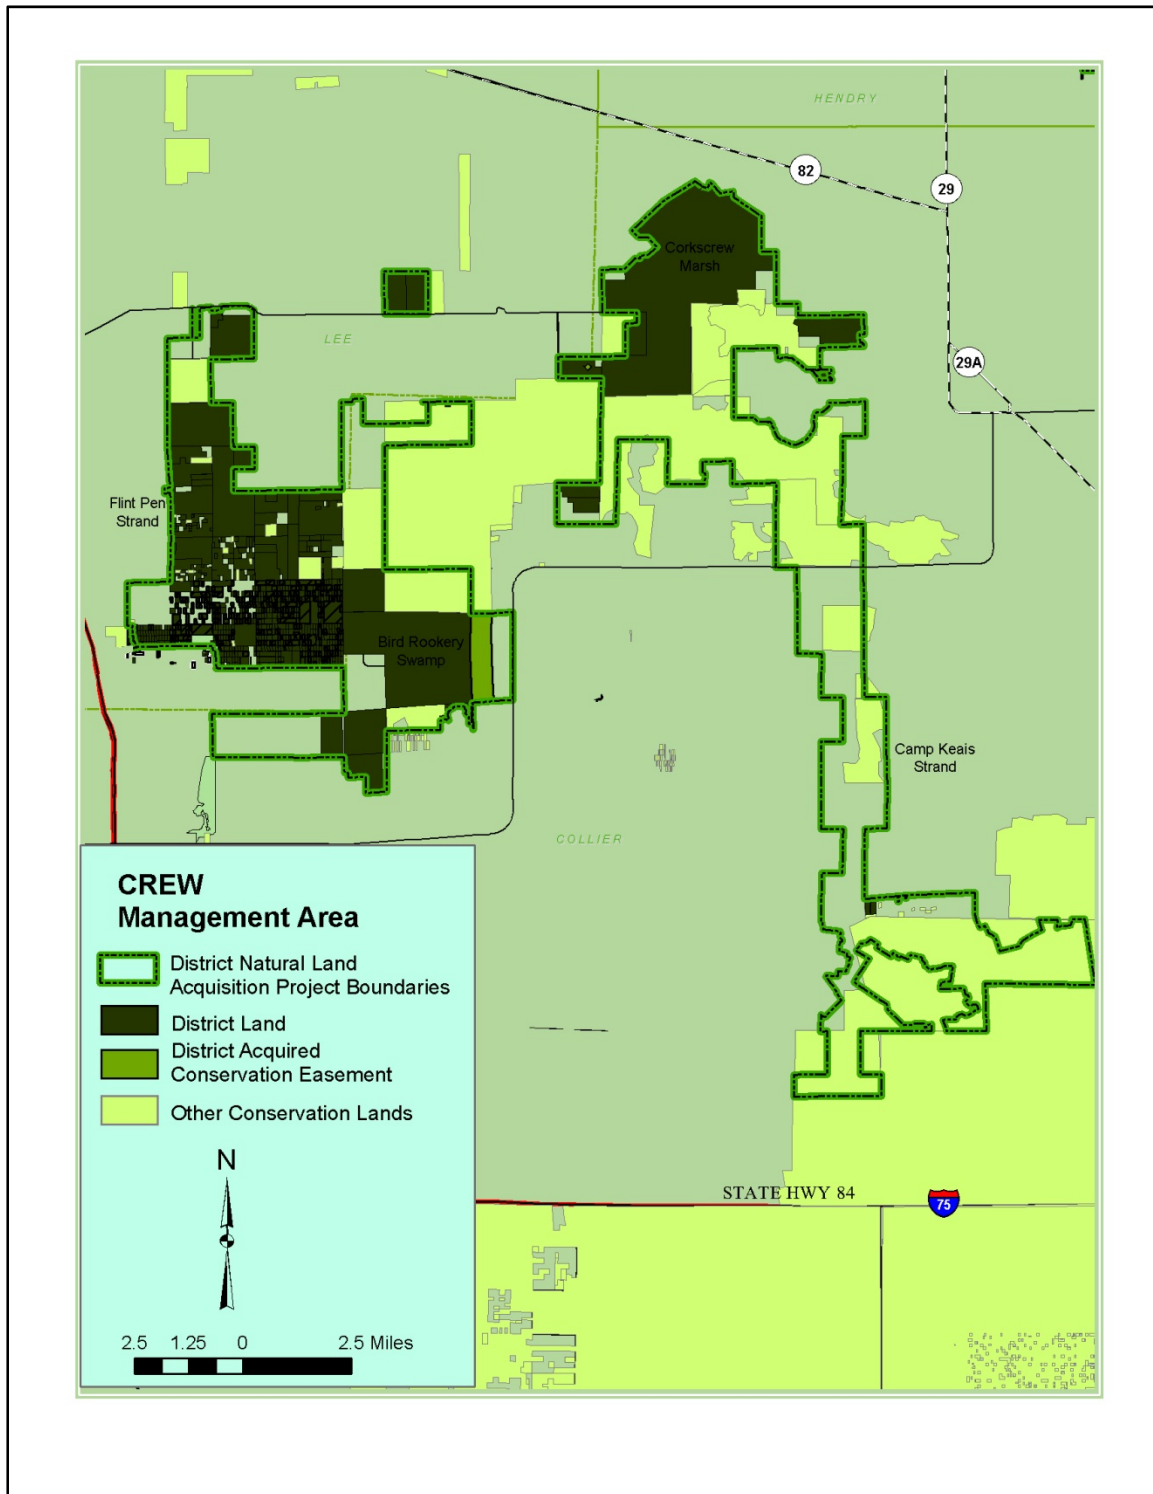 HENDRY
82
29
Corkscrew
Marsh
LEE
29A
Flint Pen
Strand
Bird Rookery
Swamp
Camp Keais
Strand
COLLIER
CREW
Management Area
District Natural Land
Acquisition Project Boundaries
District Land
District Acquired
Conservation Easement
Other Conservation Lands
N
STATE HWY 84
75
2.5 1.25 0 2.5 Miles